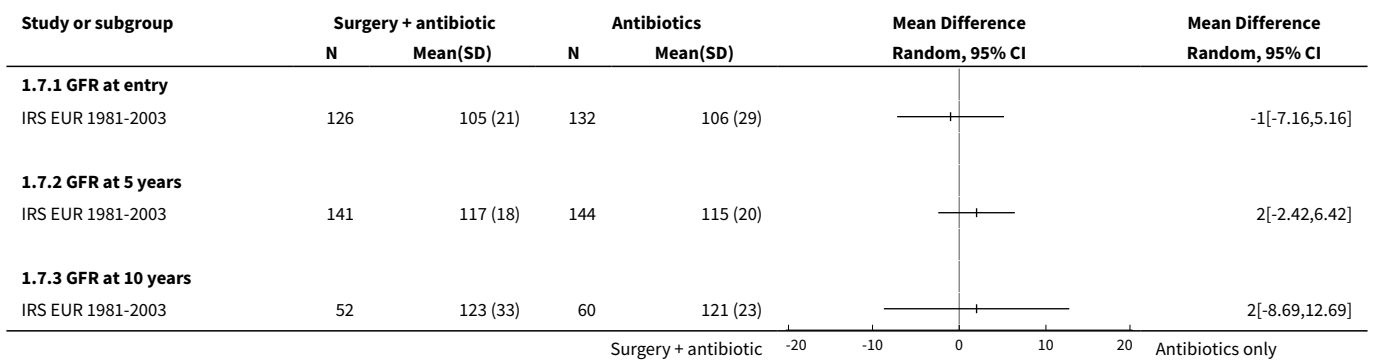 Study or subgroup Surgery + antibiotic Antibiotics Mean Difference Mean Difference
N Mean(SD) N Mean(SD) Random, 95% CI Random, 95% CI
1.7.1 GFR at entry
IRS EUR 1981-2003 126 105 (21) 132 106 (29) -1[-7.16,5.16]
1.7.2 GFR at 5 years
IRS EUR 1981-2003 141 117 (18) 144 115 (20) 2[-2.42,6.42]
1.7.3 GFR at 10 years
IRS EUR 1981-2003 52 123 (33) 60 121 (23) 2[-8.69,12.69]
Surgery + antibiotic -20 -10 0 10 20 Antibiotics only